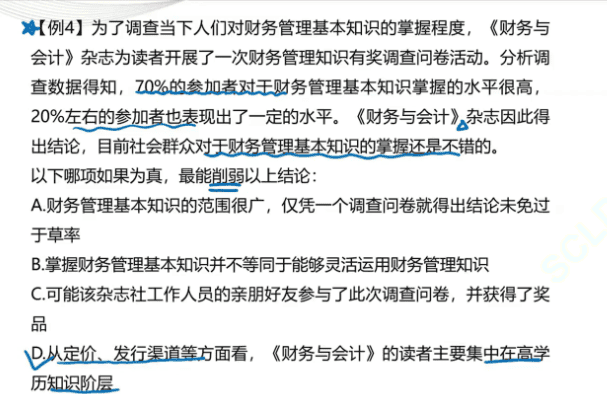 【例4】为了调查当下人们对财务管理基本知识的掌握程度，《财务与
会计》杂志为读者开展了一次财务管理知识有奖调查问卷活动。分析调
查数据得知，70%的参加者对于财务管理基本知识掌握的水平很高，
20%左右的参加者也表现出了一定的水平。《财务与会计》杂志因此得
出结论，目前社会群众对于财务管理基本知识的掌握还是不错的。
以下哪项如果为真，最能削弱以上结论：
A.财务管理基本知识的范围很广，仅凭一个调查问卷就得出结论未免过
于草率
B.掌握财务管理基本知识并不等同于能够灵活运用财务管理知识
C.可能该杂志社工作人员的亲朋好友参与了此次调查问卷，并获得了奖
品
D.从定价、发行渠道等方面看，《财务与会计》的读者主要集中在高学
历知识阶层